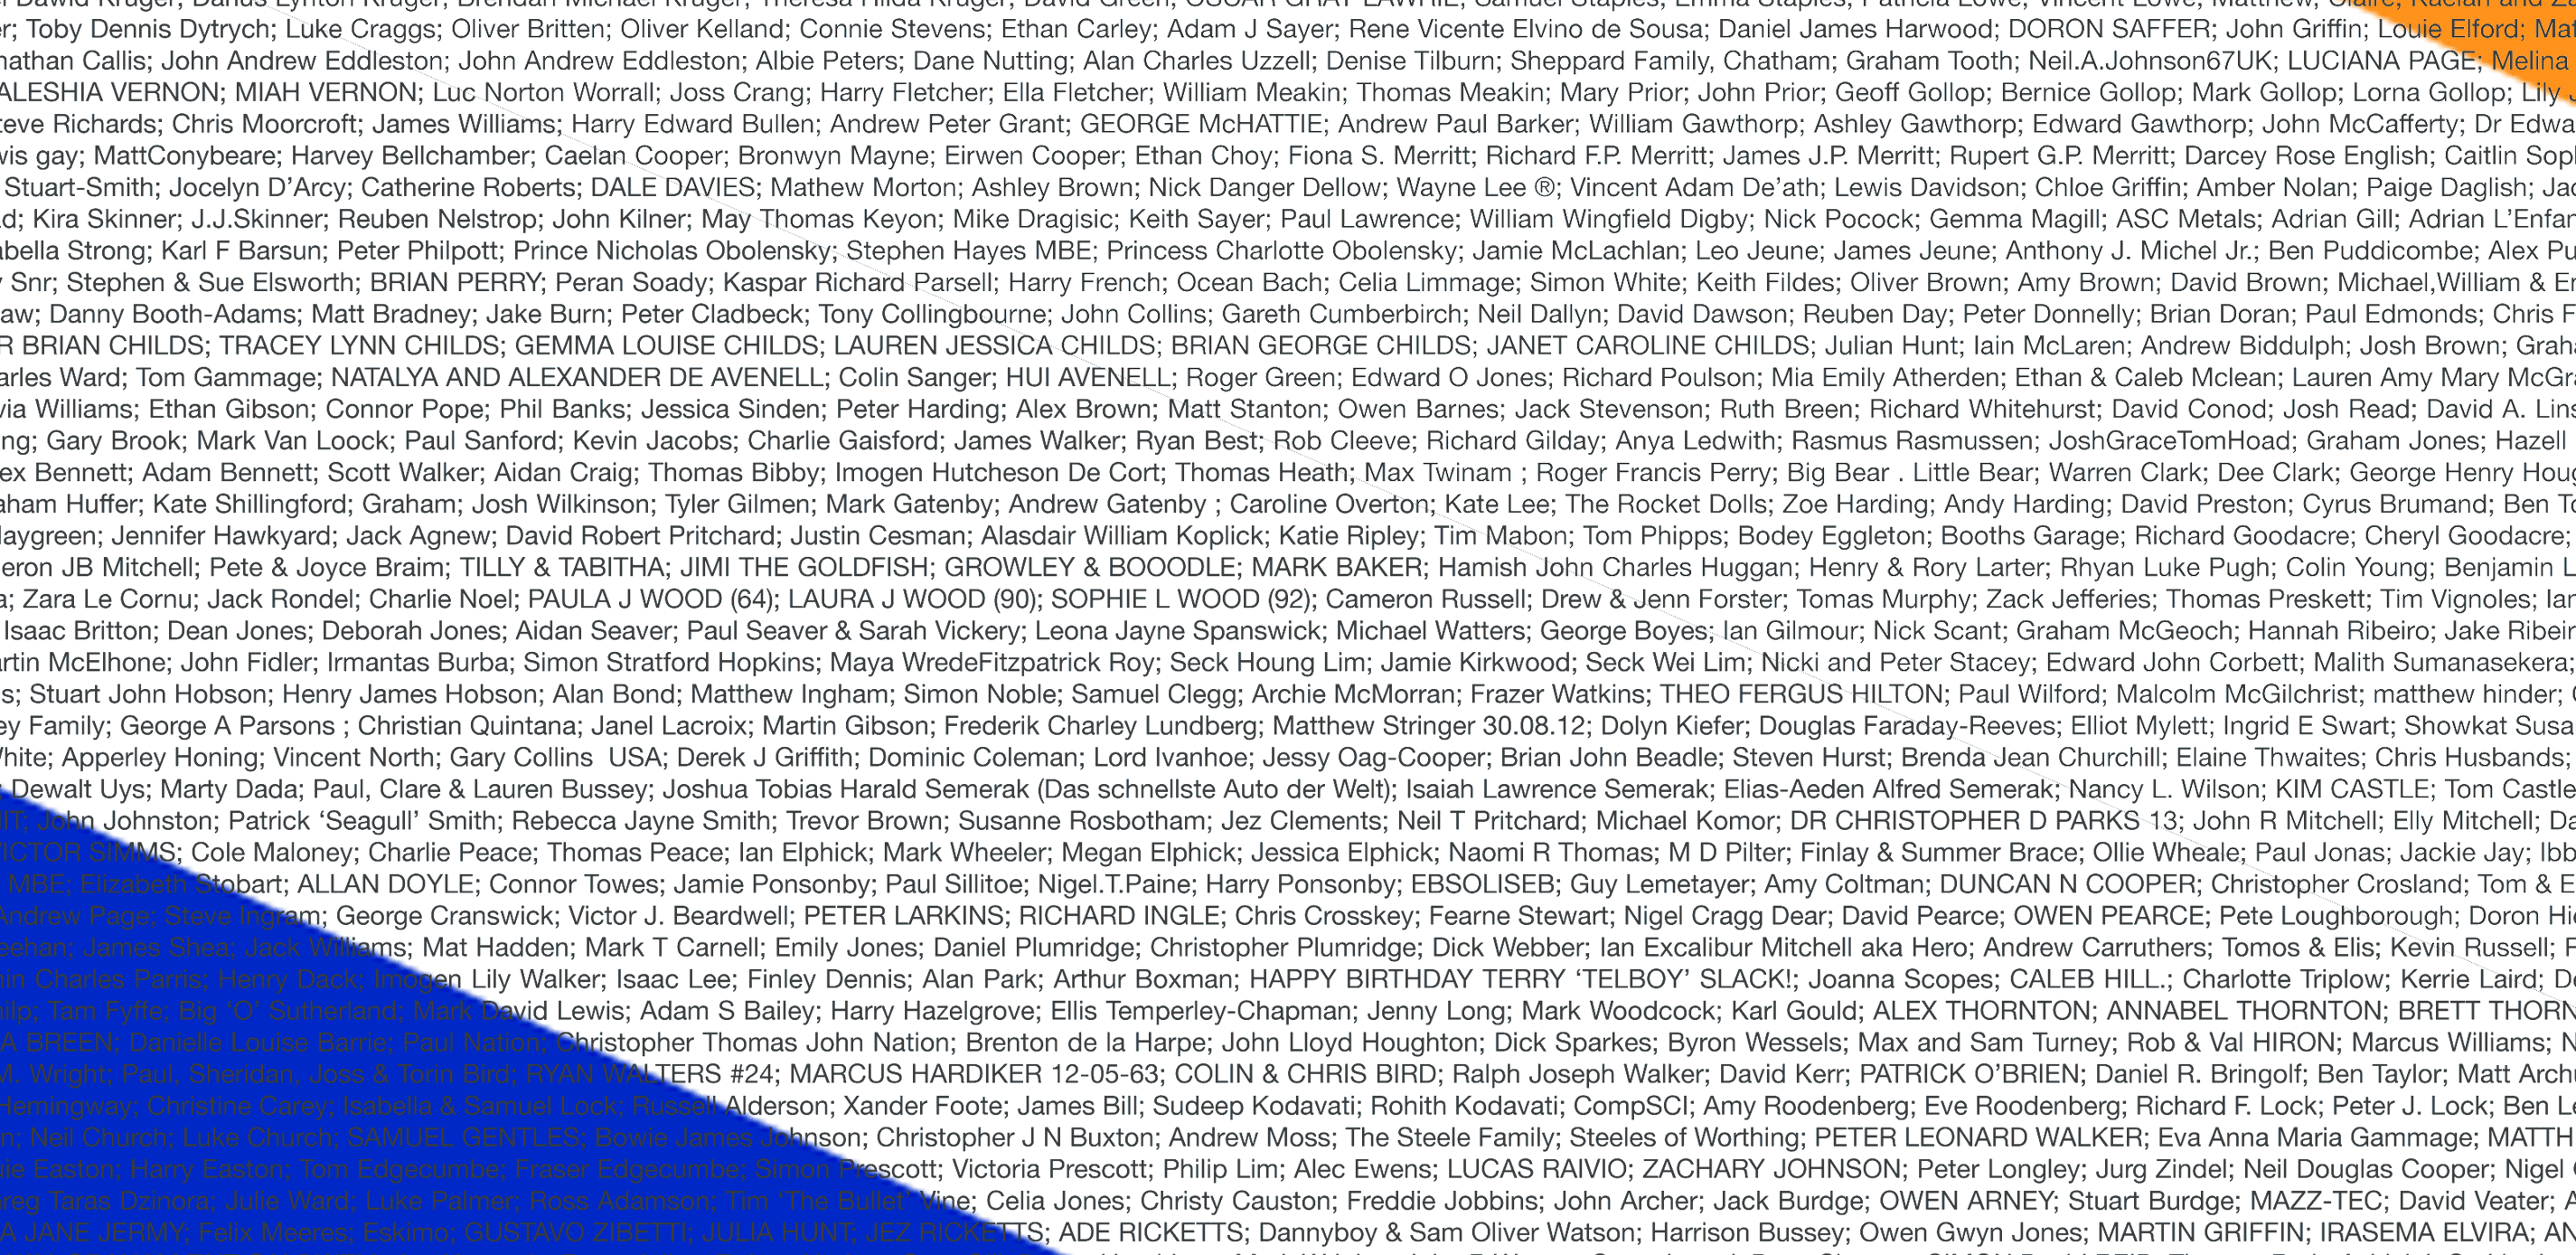 David Kruger; Darius Lynton Kruger; Brendan Michael Kruger; Theresa Hilda Kruger; David Green; OSCAR GRAY LAWRIE; Samuel Staples; Emma Staples; Patricia Lowe; Vincent Lowe; Matthew, Claire, Kaelan and
er; Toby Dennis Dytrych; Luke Craggs; Oliver Britten; Oliver Kelland; Connie Stevens; Ethan Carley; Adam J Sayer; Rene Vicente Elvino de Sousa; Daniel James Harwood; DORON SAFFER; John Griffin; Louie Elford; Mat
nathan Callis; John Andrew Eddleston; John Andrew Eddleston; Albie Peters; Dane Nutting; Alan Charles Uzzell; Denise Tilburn; Sheppard Family, Chatham; Graham Tooth; Neil.A.Johnson67UK; LUCIANA PAGE; Melina
ALESHIA VERNON; MIAH VERNON; Luc Norton Worrall; Joss Crang; Harry Fletcher; Ella Fletcher; William Meakin; Thomas Meakin; Mary Prior; John Prior; Geoff Gollop; Bernice Gollop; Mark Gollop; Lorna Gollop; Lily J
teve Richards; Chris Moorcroft; James Williams; Harry Edward Bullen; Andrew Peter Grant; GEORGE McHATTIE; Andrew Paul Barker; William Gawthorp; Ashley Gawthorp; Edward Gawthorp; John McCafferty; Dr Edwa
wis gay; MattConybeare; Harvey Bellchamber; Caelan Cooper; Bronwyn Mayne; Eirwen Cooper; Ethan Choy; Fiona S. Merritt; Richard F.P. Merritt; James J.P. Merritt; Rupert G.P. Merritt; Darcey Rose English; Caitlin Sop
Stuart-Smith; Jocelyn D’Arcy; Catherine Roberts; DALE DAVIES; Mathew Morton; Ashley Brown; Nick Danger Dellow; Wayne Lee ®; Vincent Adam De’ath; Lewis Davidson; Chloe Griffin; Amber Nolan; Paige Daglish; Jac
d; Kira Skinner; J.J.Skinner; Reuben Nelstrop; John Kilner; May Thomas Keyon; Mike Dragisic; Keith Sayer; Paul Lawrence; William Wingfield Digby; Nick Pocock; Gemma Magill; ASC Metals; Adrian Gill; Adrian L’Enfan
abella Strong; Karl F Barsun; Peter Philpott; Prince Nicholas Obolensky; Stephen Hayes MBE; Princess Charlotte Obolensky; Jamie McLachlan; Leo Jeune; James Jeune; Anthony J. Michel Jr.; Ben Puddicombe; Alex Pu
y Snr; Stephen & Sue Elsworth; BRIAN PERRY; Peran Soady; Kaspar Richard Parsell; Harry French; Ocean Bach; Celia Limmage; Simon White; Keith Fildes; Oliver Brown; Amy Brown; David Brown; Michael,William & Er
aw; Danny Booth-Adams; Matt Bradney; Jake Burn; Peter Cladbeck; Tony Collingbourne; John Collins; Gareth Cumberbirch; Neil Dallyn; David Dawson; Reuben Day; Peter Donnelly; Brian Doran; Paul Edmonds; Chris F
R BRIAN CHILDS; TRACEY LYNN CHILDS; GEMMA LOUISE CHILDS; LAUREN JESSICA CHILDS; BRIAN GEORGE CHILDS; JANET CAROLINE CHILDS; Julian Hunt; Iain McLaren; Andrew Biddulph; Josh Brown; Graha
arles Ward; Tom Gammage; NATALYA AND ALEXANDER DE AVENELL; Colin Sanger; HUI AVENELL; Roger Green; Edward O Jones; Richard Poulson; Mia Emily Atherden; Ethan & Caleb Mclean; Lauren Amy Mary McGra
via Williams; Ethan Gibson; Connor Pope; Phil Banks; Jessica Sinden; Peter Harding; Alex Brown; Matt Stanton; Owen Barnes; Jack Stevenson; Ruth Breen; Richard Whitehurst; David Conod; Josh Read; David A. Lins
ng; Gary Brook; Mark Van Loock; Paul Sanford; Kevin Jacobs; Charlie Gaisford; James Walker; Ryan Best; Rob Cleeve; Richard Gilday; Anya Ledwith; Rasmus Rasmussen; JoshGraceTomHoad; Graham Jones; Hazell
ex Bennett; Adam Bennett; Scott Walker; Aidan Craig; Thomas Bibby; Imogen Hutcheson De Cort; Thomas Heath; Max Twinam ; Roger Francis Perry; Big Bear . Little Bear; Warren Clark; Dee Clark; George Henry Houg
aham Huffer; Kate Shillingford; Graham; Josh Wilkinson; Tyler Gilmen; Mark Gatenby; Andrew Gatenby ; Caroline Overton; Kate Lee; The Rocket Dolls; Zoe Harding; Andy Harding; David Preston; Cyrus Brumand; Ben To
laygreen; Jennifer Hawkyard; Jack Agnew; David Robert Pritchard; Justin Cesman; Alasdair William Koplick; Katie Ripley; Tim Mabon; Tom Phipps; Bodey Eggleton; Booths Garage; Richard Goodacre; Cheryl Goodacre;
eron JB Mitchell; Pete & Joyce Braim; TILLY & TABITHA; JIMI THE GOLDFISH; GROWLEY & BOOODLE; MARK BAKER; Hamish John Charles Huggan; Henry & Rory Larter; Rhyan Luke Pugh; Colin Young; Benjamin L
a; Zara Le Cornu; Jack Rondel; Charlie Noel; PAULA J WOOD (64); LAURA J WOOD (90); SOPHIE L WOOD (92); Cameron Russell; Drew & Jenn Forster; Tomas Murphy; Zack Jefferies; Thomas Preskett; Tim Vignoles; Ian
Isaac Britton; Dean Jones; Deborah Jones; Aidan Seaver; Paul Seaver & Sarah Vickery; Leona Jayne Spanswick; Michael Watters; George Boyes; Ian Gilmour; Nick Scant; Graham McGeoch; Hannah Ribeiro; Jake Ribeir
artin McElhone; John Fidler; Irmantas Burba; Simon Stratford Hopkins; Maya WredeFitzpatrick Roy; Seck Houng Lim; Jamie Kirkwood; Seck Wei Lim; Nicki and Peter Stacey; Edward John Corbett; Malith Sumanasekera;
s; Stuart John Hobson; Henry James Hobson; Alan Bond; Matthew Ingham; Simon Noble; Samuel Clegg; Archie McMorran; Frazer Watkins; THEO FERGUS HILTON; Paul Wilford; Malcolm McGilchrist; matthew hinder;
ey Family; George A Parsons ; Christian Quintana; Janel Lacroix; Martin Gibson; Frederik Charley Lundberg; Matthew Stringer 30.08.12; Dolyn Kiefer; Douglas Faraday-Reeves; Elliot Mylett; Ingrid E Swart; Showkat Susa
White; Apperley Honing; Vincent North; Gary Collins USA; Derek J Griffith; Dominic Coleman; Lord Ivanhoe; Jessy Oag-Cooper; Brian John Beadle; Steven Hurst; Brenda Jean Churchill; Elaine Thwaites; Chris Husbands;
; Dewalt Uys; Marty Dada; Paul, Clare & Lauren Bussey; Joshua Tobias Harald Semerak (Das schnellste Auto der Welt); Isaiah Lawrence Semerak; Elias-Aeden Alfred Semerak; Nancy L. Wilson; KIM CASTLE; Tom Castle
IT; John Johnston; Patrick ‘Seagull’ Smith; Rebecca Jayne Smith; Trevor Brown; Susanne Rosbotham; Jez Clements; Neil T Pritchard; Michael Komor; DR CHRISTOPHER D PARKS 13; John R Mitchell; Elly Mitchell; Da
VICTOR SIMMS; Cole Maloney; Charlie Peace; Thomas Peace; Ian Elphick; Mark Wheeler; Megan Elphick; Jessica Elphick; Naomi R Thomas; M D Pilter; Finlay & Summer Brace; Ollie Wheale; Paul Jonas; Jackie Jay; Ibb
MBE; Elizabeth Stobart; ALLAN DOYLE; Connor Towes; Jamie Ponsonby; Paul Sillitoe; Nigel.T.Paine; Harry Ponsonby; EBSOLISEB; Guy Lemetayer; Amy Coltman; DUNCAN N COOPER; Christopher Crosland; Tom & E
Andrew Page; Steve Ingram; George Cranswick; Victor J. Beardwell; PETER LARKINS; RICHARD INGLE; Chris Crosskey; Fearne Stewart; Nigel Cragg Dear; David Pearce; OWEN PEARCE; Pete Loughborough; Doron Hi
eehan; James Shea; Jack Williams; Mat Hadden; Mark T Carnell; Emily Jones; Daniel Plumridge; Christopher Plumridge; Dick Webber; Ian Excalibur Mitchell aka Hero; Andrew Carruthers; Tomos & Elis; Kevin Russell; F
min Charles Parris; Henry Dack; Imogen Lily Walker; Isaac Lee; Finley Dennis; Alan Park; Arthur Boxman; HAPPY BIRTHDAY TERRY ‘TELBOY’ SLACK!; Joanna Scopes; CALEB HILL.; Charlotte Triplow; Kerrie Laird; De
hilp; Tam Fyffe; Big ‘O’ Sutherland; Mark David Lewis; Adam S Bailey; Harry Hazelgrove; Ellis Temperley-Chapman; Jenny Long; Mark Woodcock; Karl Gould; ALEX THORNTON; ANNABEL THORNTON; BRETT THORN
A BREEN; Danielle Louise Barrie; Paul Nation; Christopher Thomas John Nation; Brenton de la Harpe; John Lloyd Houghton; Dick Sparkes; Byron Wessels; Max and Sam Turney; Rob & Val HIRON; Marcus Williams; N
M. Wright; Paul, Sheridan, Joss & Torin Bird; RYAN WALTERS #24; MARCUS HARDIKER 12-05-63; COLIN & CHRIS BIRD; Ralph Joseph Walker; David Kerr; PATRICK O’BRIEN; Daniel R. Bringolf; Ben Taylor; Matt Arch
Hemingway; Christine Carey; Isabella & Samuel Lock; Russell Alderson; Xander Foote; James Bill; Sudeep Kodavati; Rohith Kodavati; CompSCI; Amy Roodenberg; Eve Roodenberg; Richard F. Lock; Peter J. Lock; Ben Le
n; Neil Church; Luke Church; SAMUEL GENTLES; Bowie James Johnson; Christopher J N Buxton; Andrew Moss; The Steele Family; Steeles of Worthing; PETER LEONARD WALKER; Eva Anna Maria Gammage; MATTH
ie Easton; Harry Easton; Tom Edgecumbe; Fraser Edgecumbe; Simon Prescott; Victoria Prescott; Philip Lim; Alec Ewens; LUCAS RAIVIO; ZACHARY JOHNSON; Peter Longley; Jurg Zindel; Neil Douglas Cooper; Nigel
Greg Taras Dzinora; Julie Ward; Luke Palmer; Ross Adamson; Tim ‘The Bullet’ Vine; Celia Jones; Christy Causton; Freddie Jobbins; John Archer; Jack Burdge; OWEN ARNEY; Stuart Burdge; MAZZ-TEC; David Veater; A
A JANE JERMY; Felix Meeres; Eskimo; GUSTAVO ZIBETTI; JULIA HUNT; JEZ RICKETTS; ADE RICKETTS; Dannyboy & Sam Oliver Watson; Harrison Bussey; Owen Gwyn Jones; MARTIN GRIFFIN; IRASEMA ELVIRA; AN